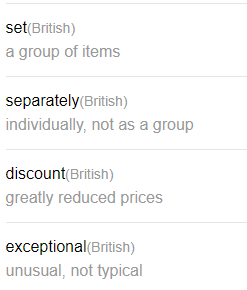 set(British)
a group of items
separately(British)
individually, not as a group
discount(British)
greatly reduced prices
exceptional(British)
unusual, not typical